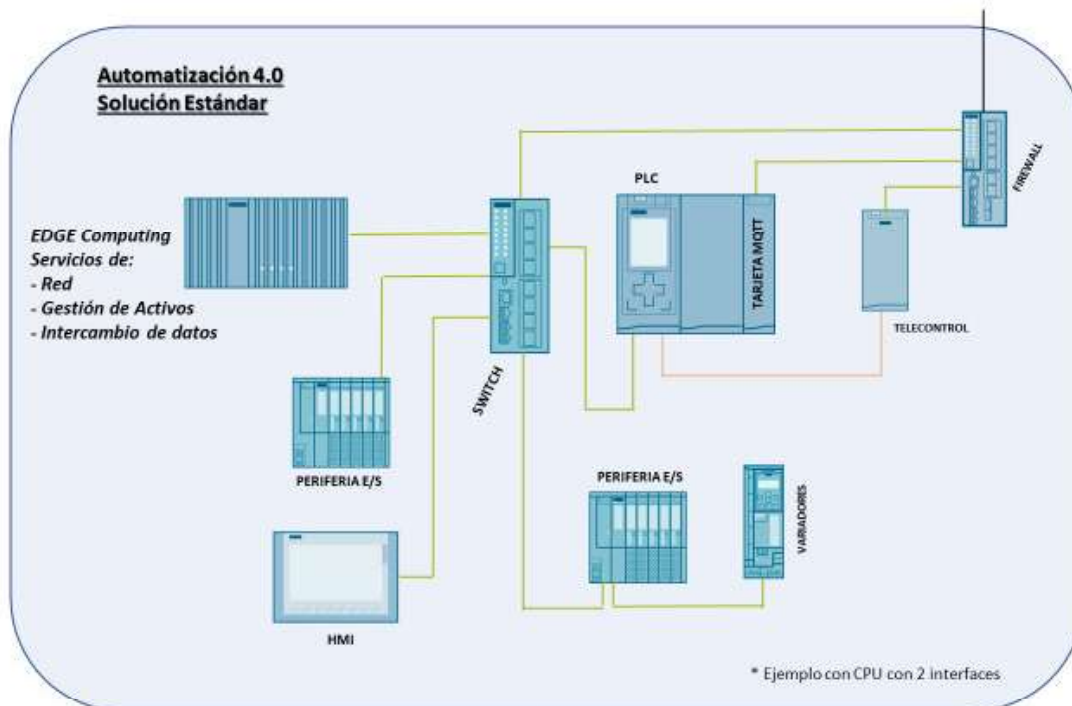 Automatización 4.0
Solución Estándar
EDGE Computing
Servicios de:
- Red
- Gestión de Activos
- Intercambio de datos
PLC
TARJETA MQTT
FIREWALL
TELECONTROL
SWITCH
PERIFERIA E/S
PERIFERIA E/S
VARIADORES
HMI
* Ejemplo con CPU con 2 interfaces